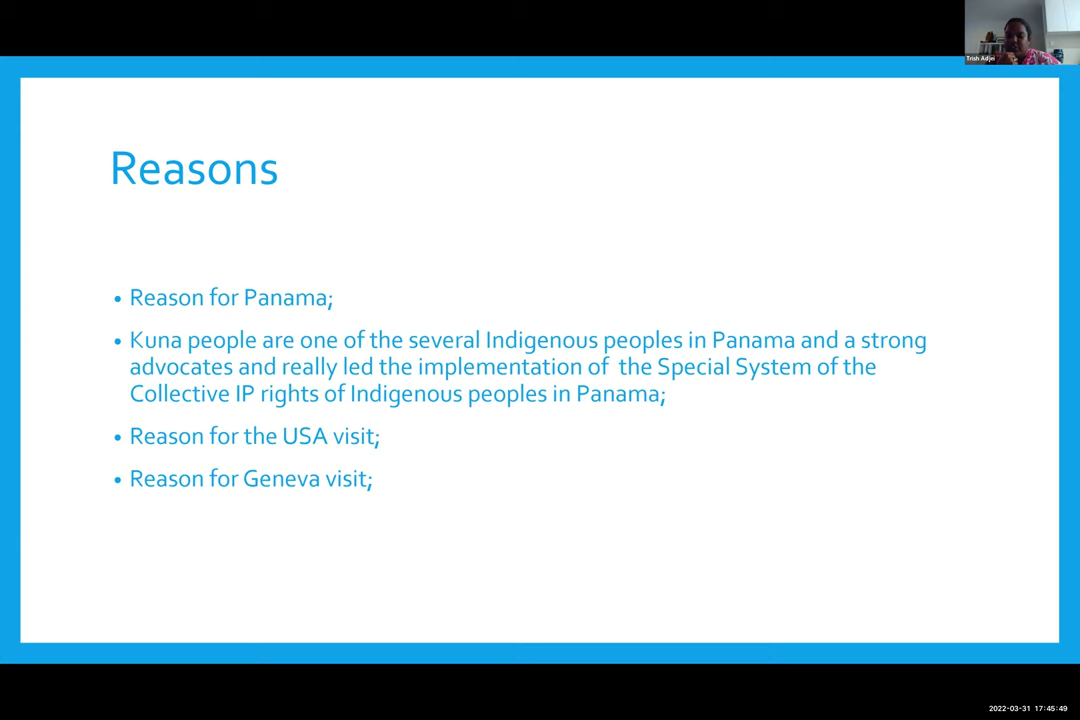 Trish Adjei
Reasons
• Reason for Panama;
• Kuna people are one of the several Indigenous peoples in Panama and a strong
advocates and really led the implementation of  the Special System of the
Collective IP rights of Indigenous peoples in Panama;
• Reason for the USA visit;
• Reason for Geneva visit;
2022-03-31 17:45:49